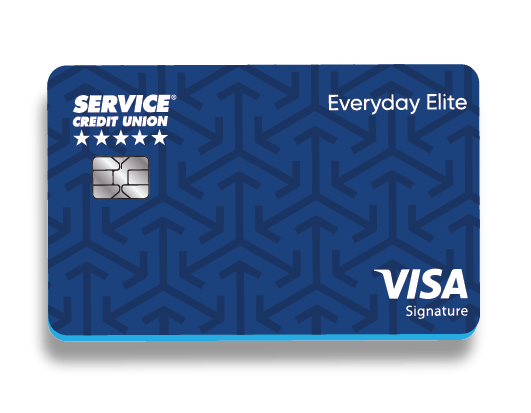 SERVICE®
CREDIT UNION
Everyday Elite
VISA
Signature